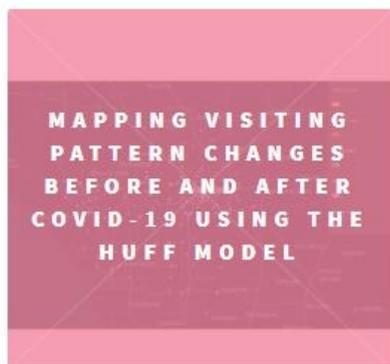 MAPPING VISITING
PATTERN CHANGES
BEFORE AND AFTER
COVID-19 USING THE
HUFF MODEL